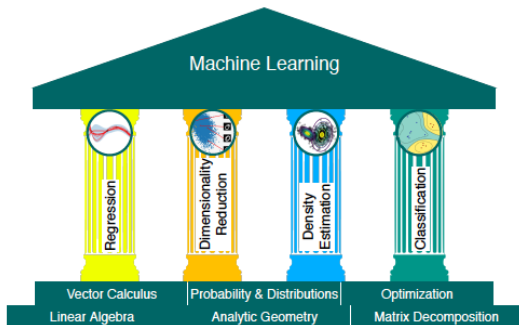 Machine Learning
Regression
Dimensionality
Reduction
Density
Estimation
Classification
Vector Calculus
Probability & Distributions
Optimization
Linear Algebra
Analytic Geometry
Matrix Decomposition